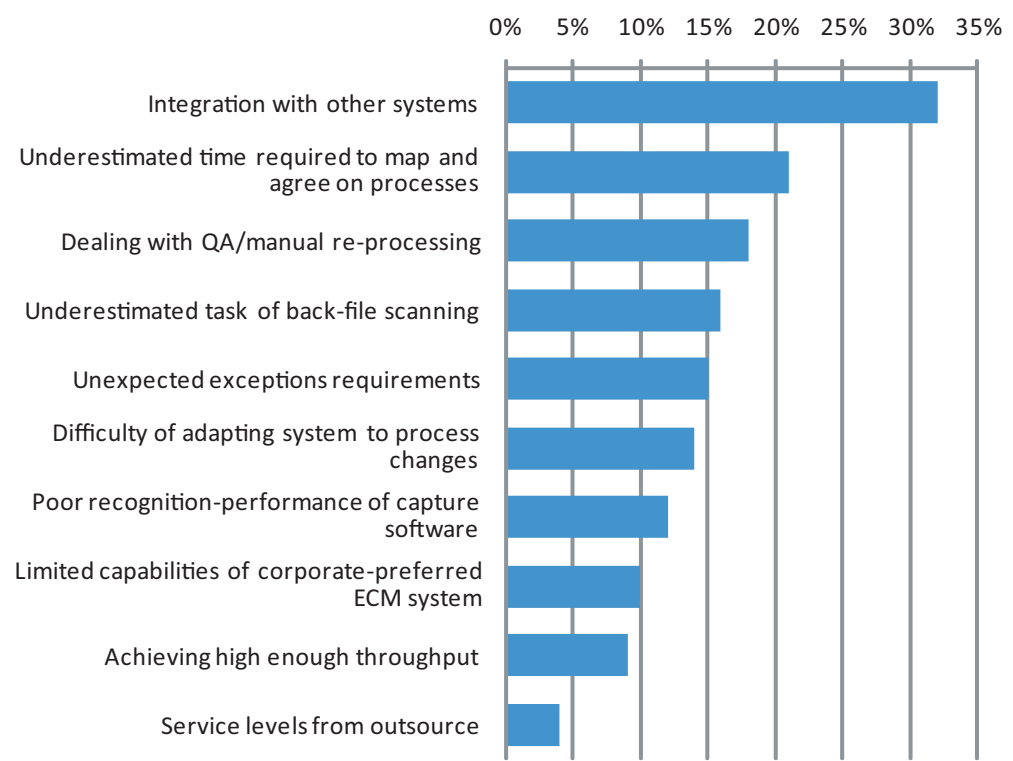 0% 5% 10% 15% 20% 25% 30% 35%
Integration with other systems
Underestimated time required to map and
agree on processes
Dealing with QA/manual re-processing
Underestimated task of back-file scanning
Unexpected exceptions requirements
Difficulty of adapting system to process
changes
Poor recognition-performance of capture
software
Limited capabilities of corporate-preferred
ECM system
Achieving high enough throughput
Service levels from outsource